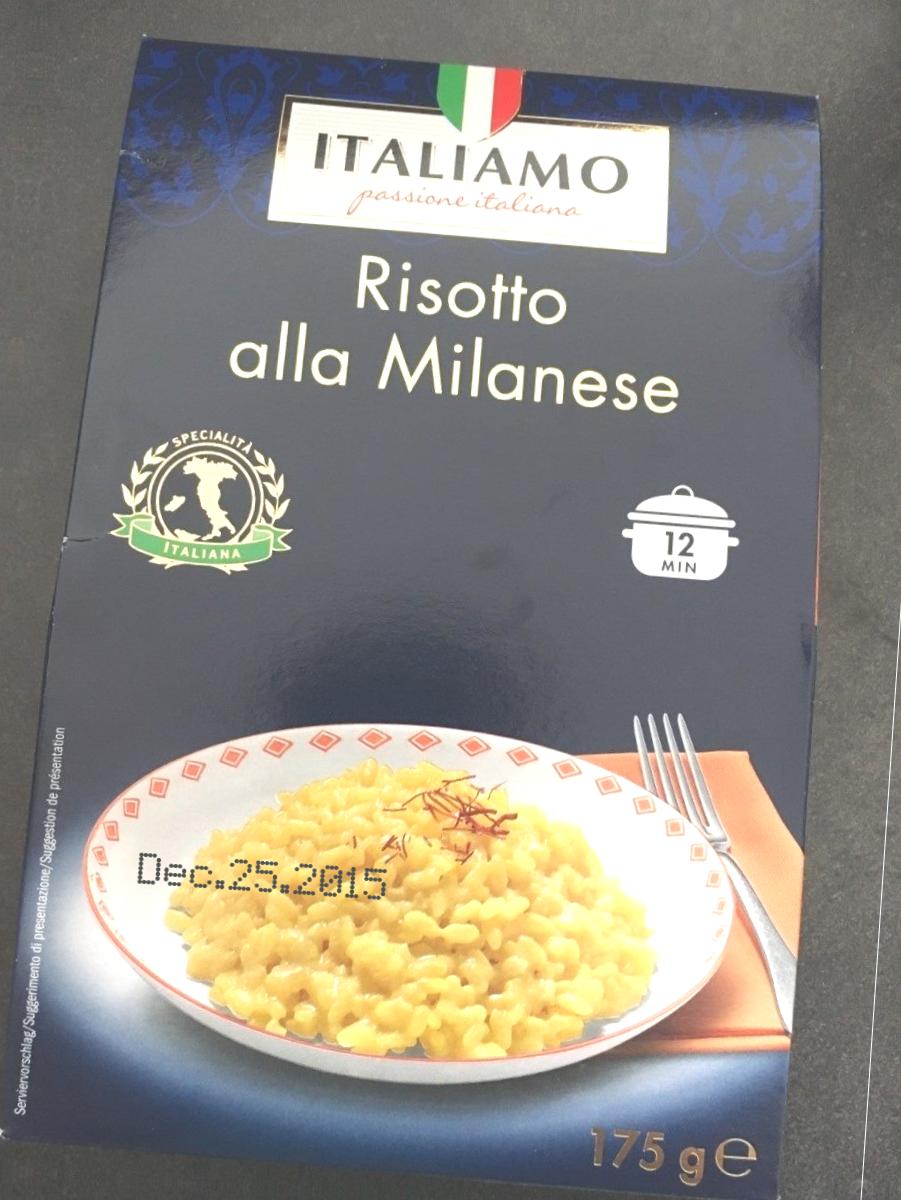 ITALIAMO
passione italiana
Risotto
alla Milanese
SPECIALITÀ
ITALIANA
12
MIN
Dec.25.2015
Serviervorschlag/Suggerimento di presentazione/Suggestion de présentation
175 g℮